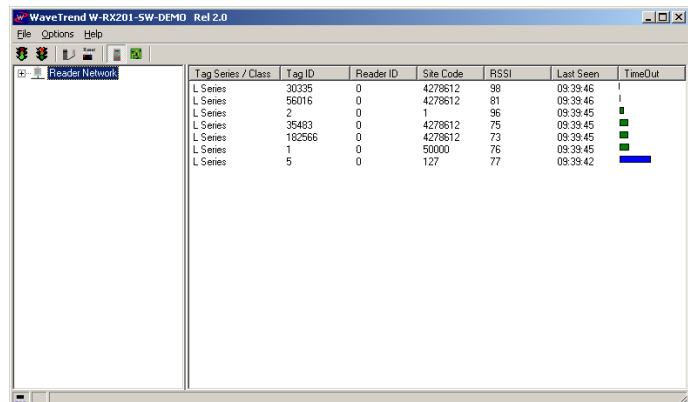 WaveTrend W-RX201-SW-DEMO Rel 2.0
File Options Help
Reader Network
Tag Series / Class Tag ID Reader ID Site Code RSSI Last Seen TimeOut
L Series 30335 0 4278612 98 09:39:46
L Series 56016 0 4278612 81 09:39:46
L Series 2 0 1 96 09:39:45
L Series 35483 0 4278612 75 09:39:45
L Series 182566 0 4278612 73 09:39:45
L Series 1 0 50000 76 09:39:45
L Series 5 0 127 77 09:39:42